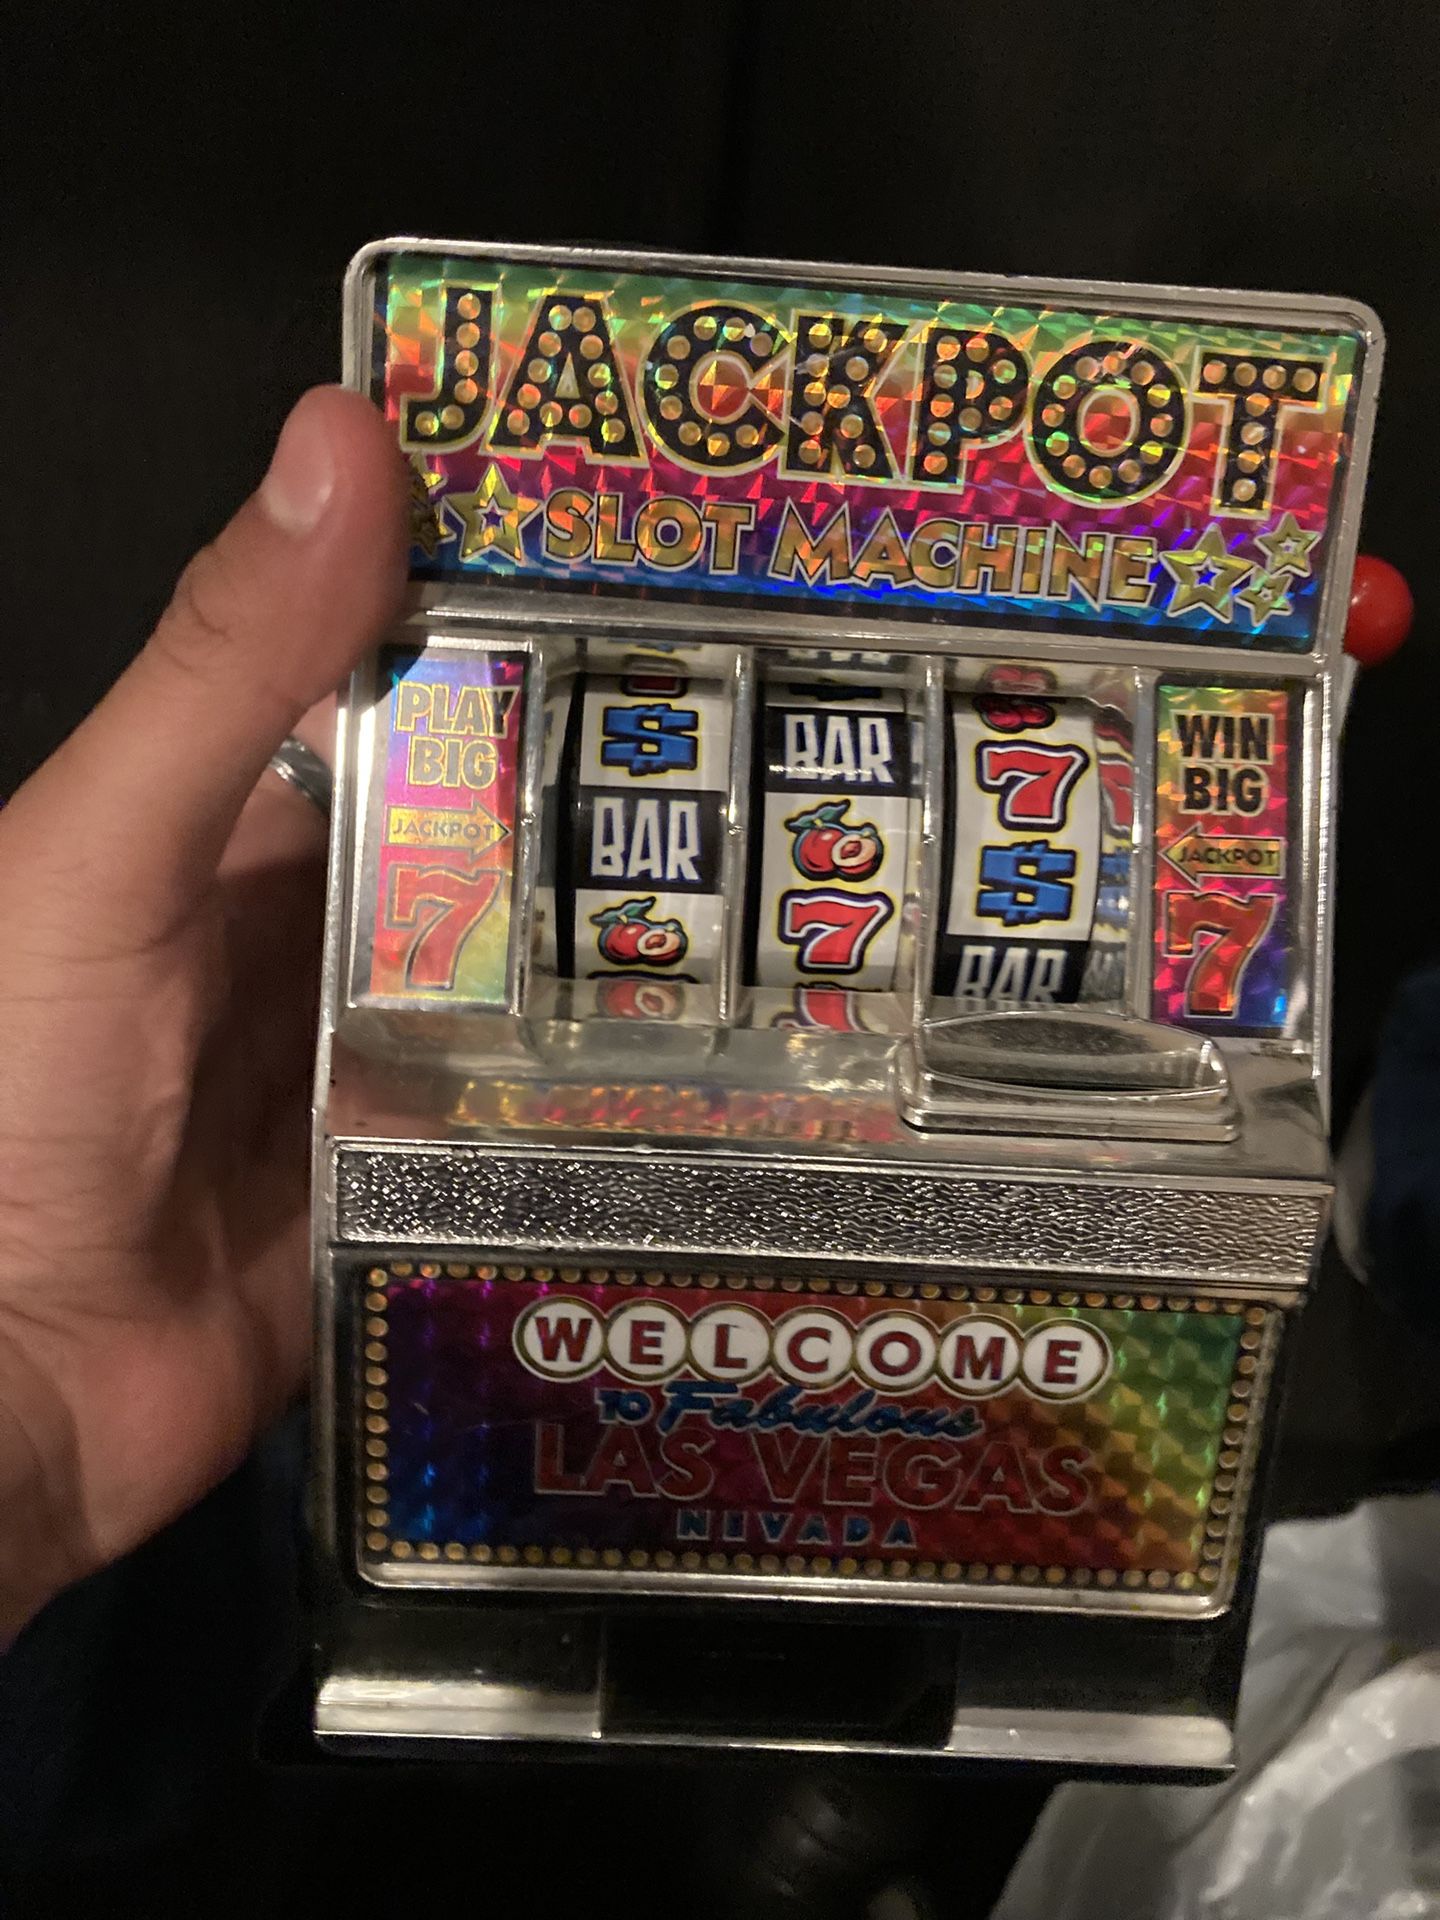 JACKPOT
SLOT MACHINE
PLAY
BIG
JACKPOT
7
$
BAR
BAR
7
7
$
BAR
WIN
BIG
JACKPOT
7
WELCOME
TO Fabulous
LAS VEGAS
NEVADA